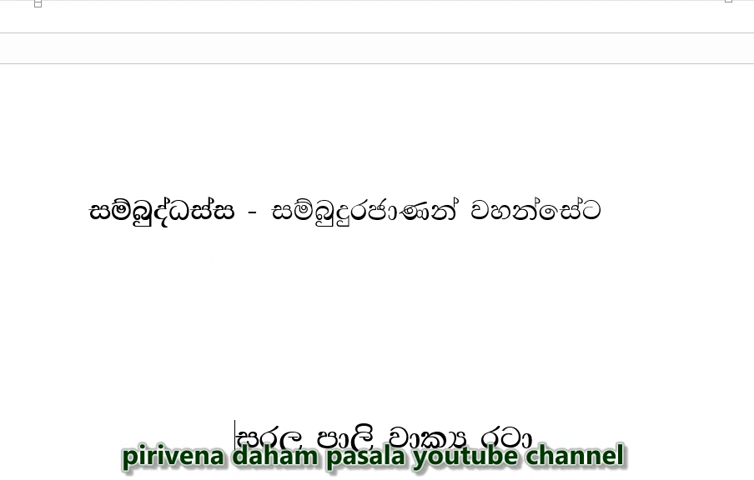 සම්බුද්ධස්ස - සම්බුදුරජාණන් වහන්සේට
සරල පාලි වාක්‍ය රටා
pirivena daham pasala youtube channel